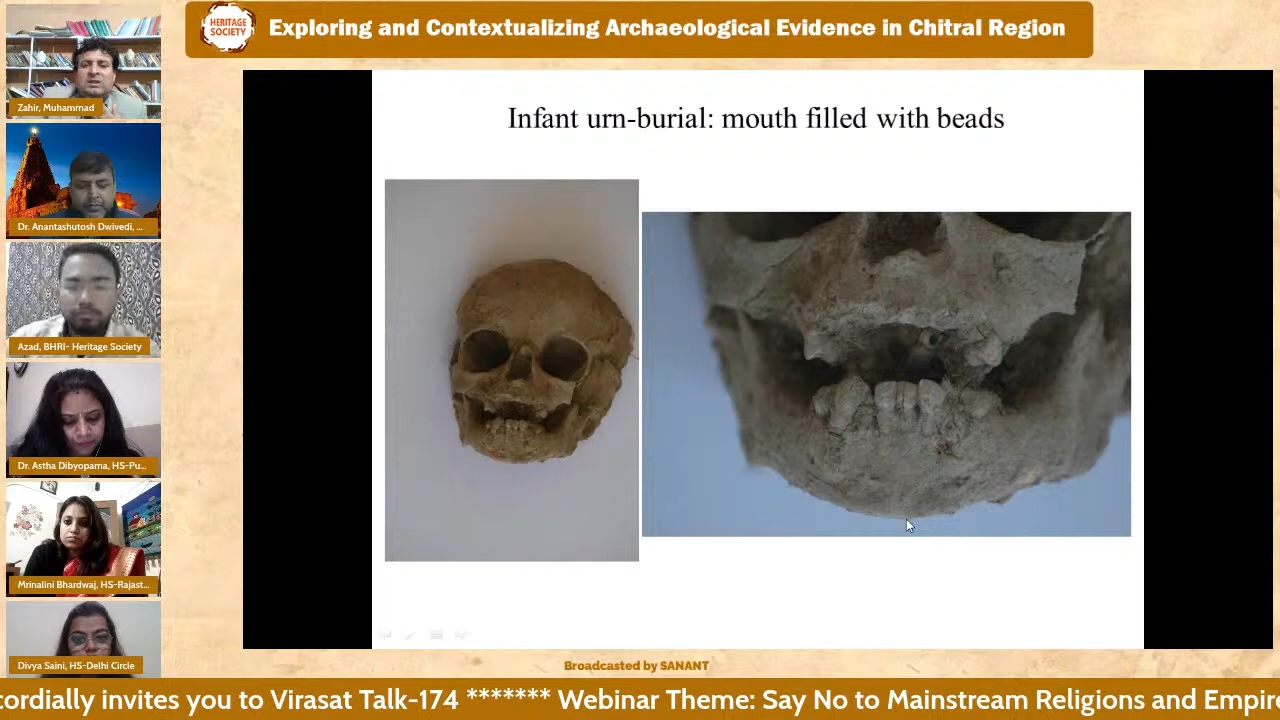 HERITAGE
SOCIETY
Exploring and Contextualizing Archaeological Evidence in Chitral Region
Zahir, Muhammad
Dr. Anantashutosh Dwivedi, ...
Azad, BHRI- Heritage Society
Dr. Astha Dibyopama, HS-Pu...
Mrinalini Bhardwaj, HS-Rajast...
Divya Saini, HS-Delhi Circle
Infant urn-burial: mouth filled with beads
Broadcasted by SANANT
cordially invites you to Virasat Talk-174 ******* Webinar Theme: Say No to Mainstream Religions and Empire